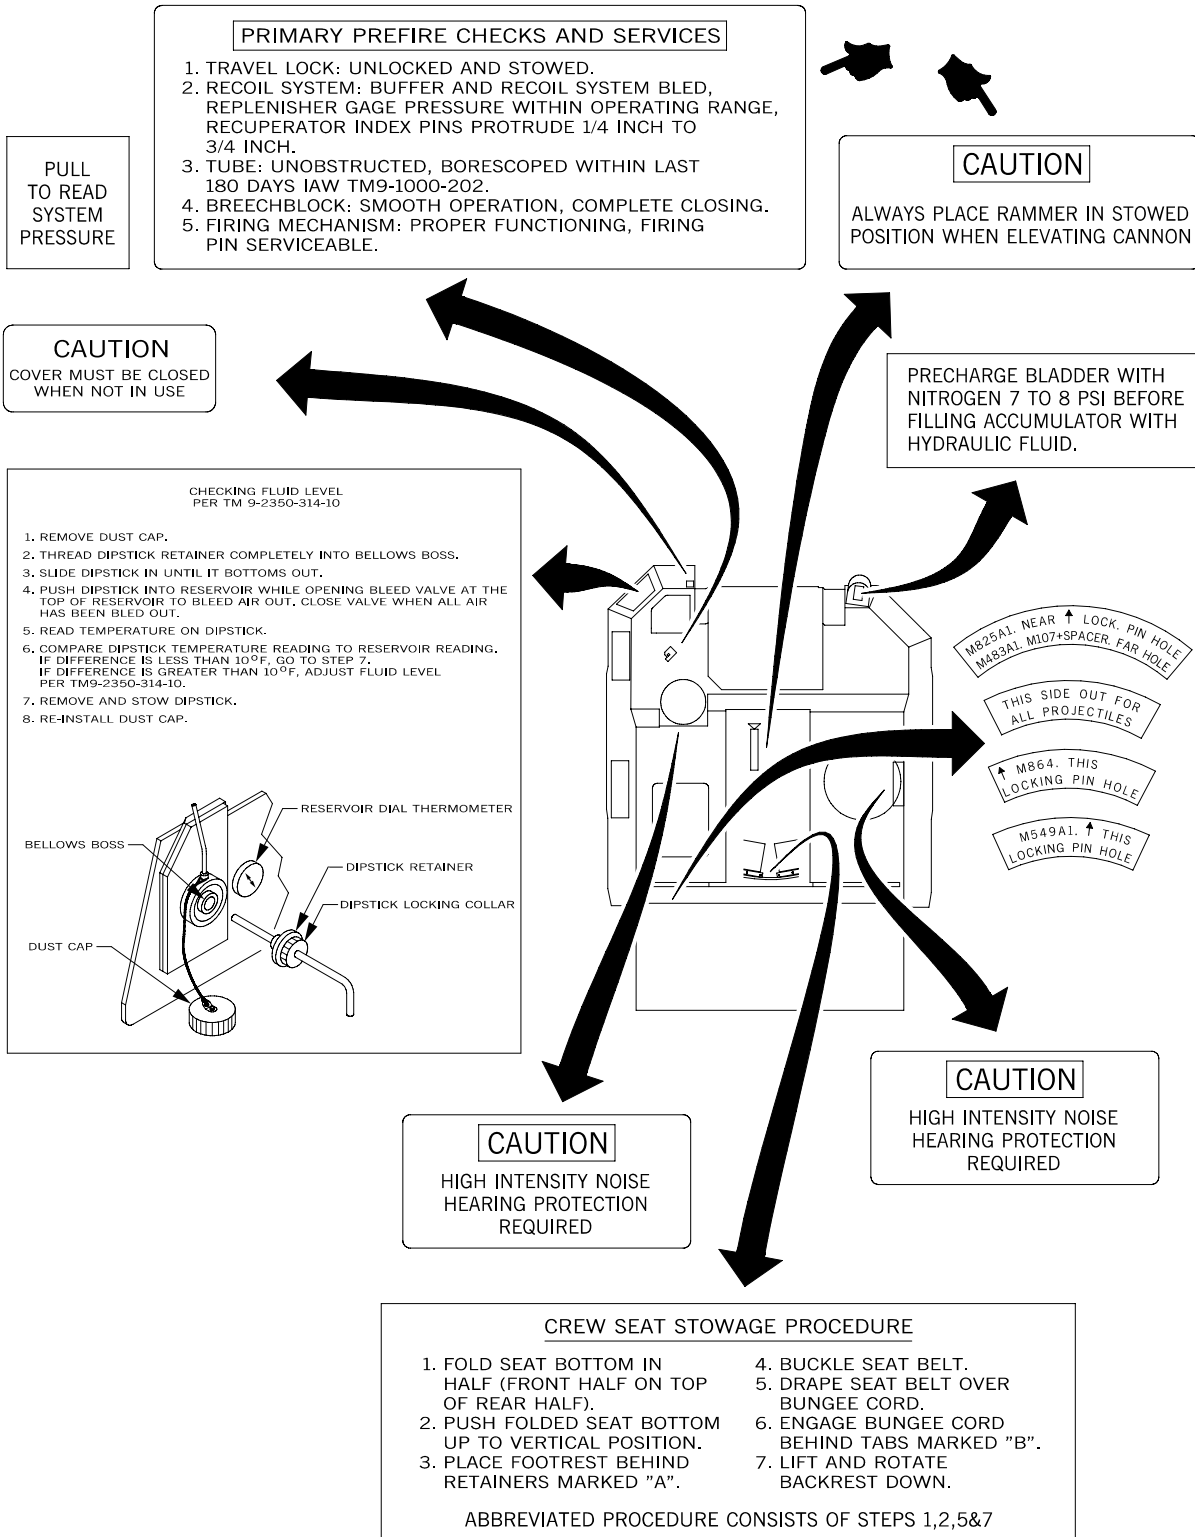 PRIMARY PREFIRE CHECKS AND SERVICES
1. TRAVEL LOCK: UNLOCKED AND STOWED.
2. RECOIL SYSTEM: BUFFER AND RECOIL SYSTEM BLED,
REPLENISHER GAGE PRESSURE WITHIN OPERATING RANGE,
RECUPERATOR INDEX PINS PROTRUDE 1/4 INCH TO
3/4 INCH.
3. TUBE: UNOBSTRUCTED, BORESCOPED WITHIN LAST
180 DAYS IAW TM9-1000-202.
4. BREECHBLOCK: SMOOTH OPERATION, COMPLETE CLOSING.
5. FIRING MECHANISM: PROPER FUNCTIONING, FIRING
PIN SERVICEABLE.
PULL
TO READ
SYSTEM
PRESSURE
CAUTION
ALWAYS PLACE RAMMER IN STOWED
POSITION WHEN ELEVATING CANNON
CAUTION
COVER MUST BE CLOSED
WHEN NOT IN USE
PRECHARGE BLADDER WITH
NITROGEN 7 TO 8 PSI BEFORE
FILLING ACCUMULATOR WITH
HYDRAULIC FLUID.
CHECKING FLUID LEVEL
PER TM 9-2350-314-10
1. REMOVE DUST CAP.
2. THREAD DIPSTICK RETAINER COMPLETELY INTO BELLOWS BOSS.
3. SLIDE DIPSTICK IN UNTIL IT BOTTOMS OUT.
4. PUSH DIPSTICK INTO RESERVOIR WHILE OPENING BLEED VALVE AT THE
TOP OF RESERVOIR TO BLEED AIR OUT. CLOSE VALVE WHEN ALL AIR
HAS BEEN BLED OUT.
5. READ TEMPERATURE ON DIPSTICK.
6. COMPARE DIPSTICK TEMPERATURE READING TO RESERVOIR READING.
IF DIFFERENCE IS LESS THAN 10°F, GO TO STEP 7.
IF DIFFERENCE IS GREATER THAN 10°F, ADJUST FLUID LEVEL
PER TM9-2350-314-10.
7. REMOVE AND STOW DIPSTICK.
8. RE-INSTALL DUST CAP.
RESERVOIR DIAL THERMOMETER
BELLOWS BOSS
DIPSTICK RETAINER
DIPSTICK LOCKING COLLAR
DUST CAP
M825A1. NEAR ↑ LOCK. PIN HOLE
M483A1. M107+SPACER. FAR HOLE
THIS SIDE OUT FOR
ALL PROJECTILES
↑ M864. THIS
LOCKING PIN HOLE
M549A1. ↑ THIS
LOCKING PIN HOLE
CAUTION
HIGH INTENSITY NOISE
HEARING PROTECTION
REQUIRED
CAUTION
HIGH INTENSITY NOISE
HEARING PROTECTION
REQUIRED
CREW SEAT STOWAGE PROCEDURE
1. FOLD SEAT BOTTOM IN
HALF (FRONT HALF ON TOP
OF REAR HALF).
2. PUSH FOLDED SEAT BOTTOM
UP TO VERTICAL POSITION.
3. PLACE FOOTREST BEHIND
RETAINERS MARKED "A".
4. BUCKLE SEAT BELT.
5. DRAPE SEAT BELT OVER
BUNGEE CORD.
6. ENGAGE BUNGEE CORD
BEHIND TABS MARKED "B".
7. LIFT AND ROTATE
BACKREST DOWN.
ABBREVIATED PROCEDURE CONSISTS OF STEPS 1,2,5&7